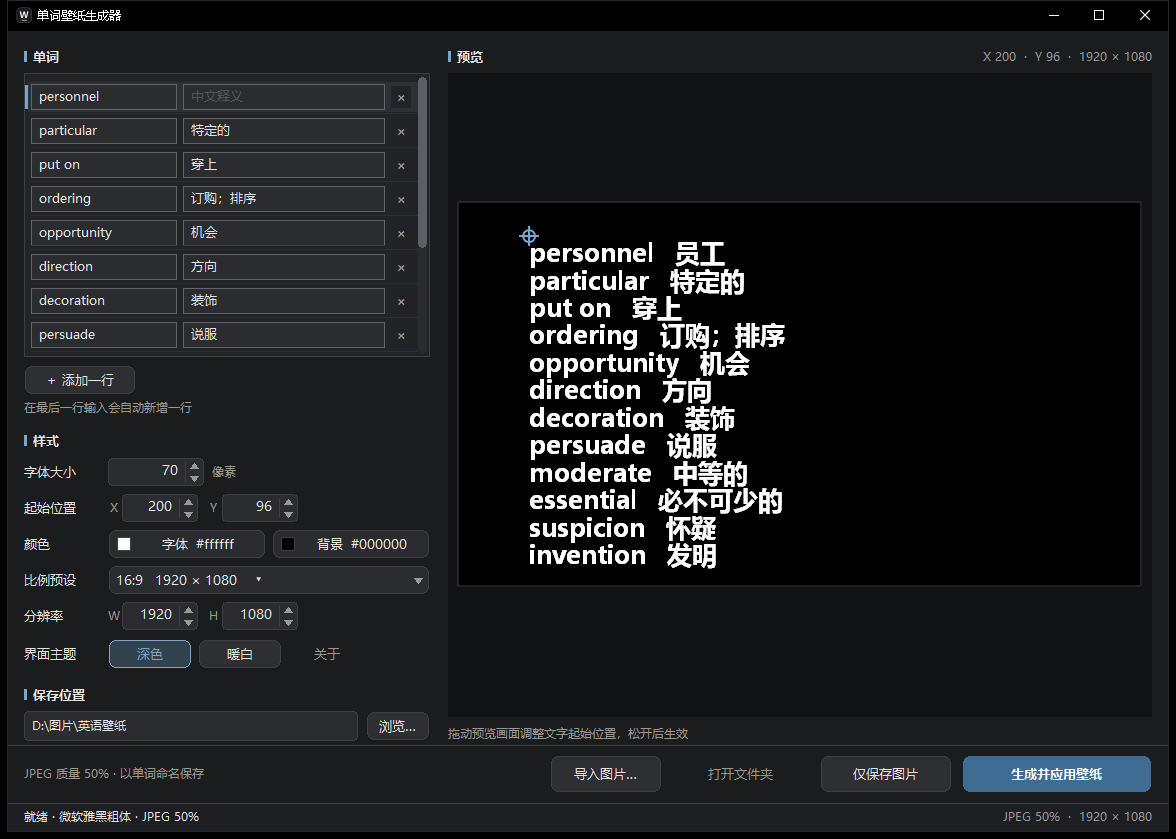 W 单词壁纸生成器
单词
personnel 中文释义 ×
particular 特定的 ×
put on 穿上 ×
ordering 订购；排序 ×
opportunity 机会 ×
direction 方向 ×
decoration 装饰 ×
persuade 说服 ×
+ 添加一行
在最后一行输入会自动新增一行
样式
字体大小 70 像素
起始位置 X 200 Y 96
颜色 字体 #ffffff 背景 #000000
比例预设 16:9 1920 × 1080
分辨率 W 1920 H 1080
界面主题 深色 暖白 关于
保存位置
D:\图片\英语壁纸 浏览...
预览 X 200 · Y 96 · 1920 × 1080
personnel 员工
particular 特定的
put on 穿上
ordering 订购；排序
opportunity 机会
direction 方向
decoration 装饰
persuade 说服
moderate 中等的
essential 必不可少的
suspicion 怀疑
invention 发明
拖动预览画面调整文字起始位置，松开后生效
JPEG 质量 50% · 以单词命名保存 导入图片... 打开文件夹 仅保存图片 生成并应用壁纸
就绪 · 微软雅黑粗体 · JPEG 50% JPEG 50% · 1920 × 1080